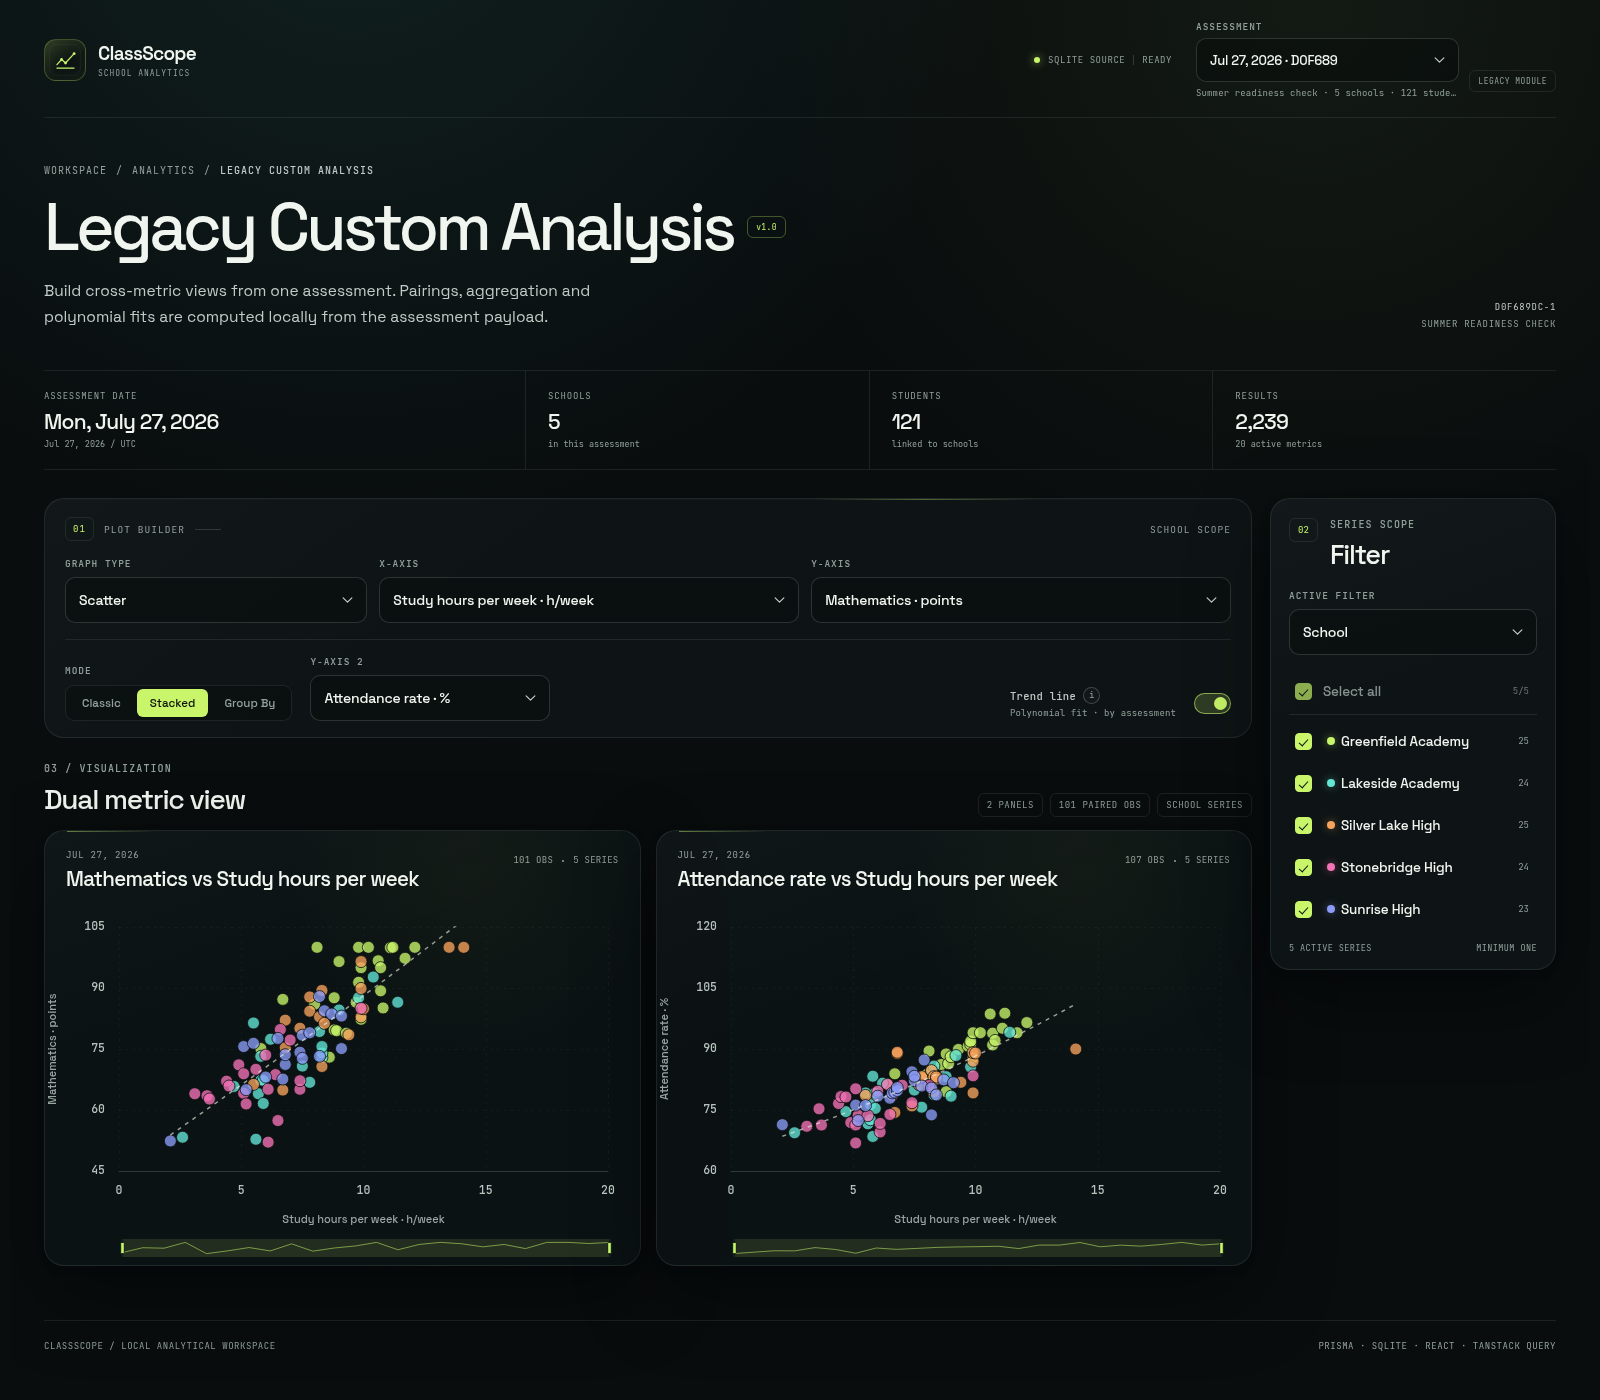 ClassScope
SCHOOL ANALYTICS
SQLITE SOURCE | READY
ASSESSMENT
Jul 27, 2026 · D0F689
Summer readiness check · 5 schools · 121 stude…
LEGACY MODULE
WORKSPACE / ANALYTICS / LEGACY CUSTOM ANALYSIS
Legacy Custom Analysis
v1.0
Build cross-metric views from one assessment. Pairings, aggregation and
polynomial fits are computed locally from the assessment payload.
D0F689DC-1
SUMMER READINESS CHECK
ASSESSMENT DATE
Mon, July 27, 2026
Jul 27, 2026 / UTC
SCHOOLS
5
in this assessment
STUDENTS
121
linked to schools
RESULTS
2,239
20 active metrics
01
PLOT BUILDER
SCHOOL SCOPE
GRAPH TYPE
Scatter
X-AXIS
Study hours per week · h/week
Y-AXIS
Mathematics · points
MODE
Classic
Stacked
Group By
Y-AXIS 2
Attendance rate · %
Trend line
i
Polynomial fit · by assessment
02
SERIES SCOPE
Filter
ACTIVE FILTER
School
Select all
5/5
Greenfield Academy
25
Lakeside Academy
24
Silver Lake High
25
Stonebridge High
24
Sunrise High
23
5 ACTIVE SERIES
MINIMUM ONE
03 / VISUALIZATION
Dual metric view
2 PANELS
101 PAIRED OBS
SCHOOL SERIES
JUL 27, 2026
Mathematics vs Study hours per week
101 OBS · 5 SERIES
105
90
75
60
45
Mathematics · points
0
5
10
15
20
Study hours per week · h/week
JUL 27, 2026
Attendance rate vs Study hours per week
107 OBS · 5 SERIES
120
105
90
75
60
Attendance rate · %
0
5
10
15
20
Study hours per week · h/week
CLASSSCOPE / LOCAL ANALYTICAL WORKSPACE
PRISMA · SQLITE · REACT · TANSTACK QUERY